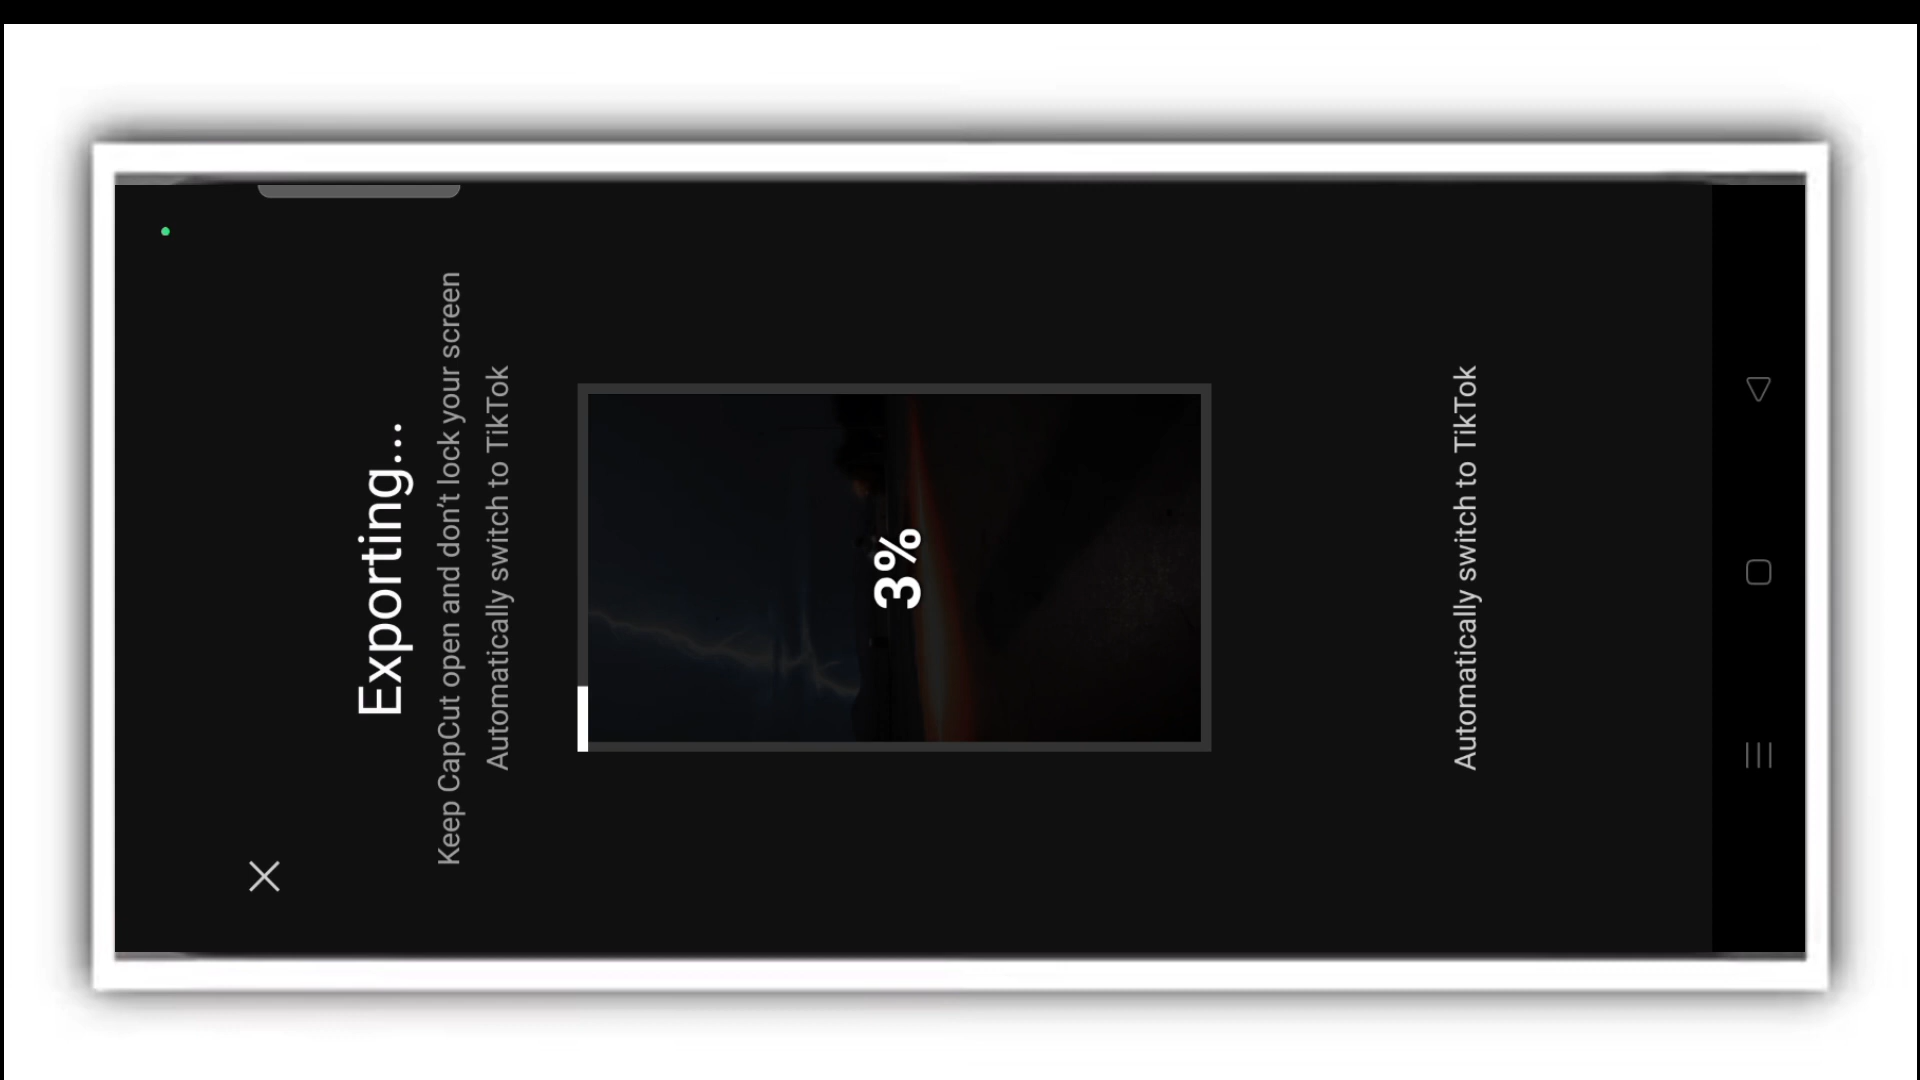 Exporting...
Keep CapCut open and don't lock your screen
Automatically switch to TikTok
3%
Automatically switch to TikTok